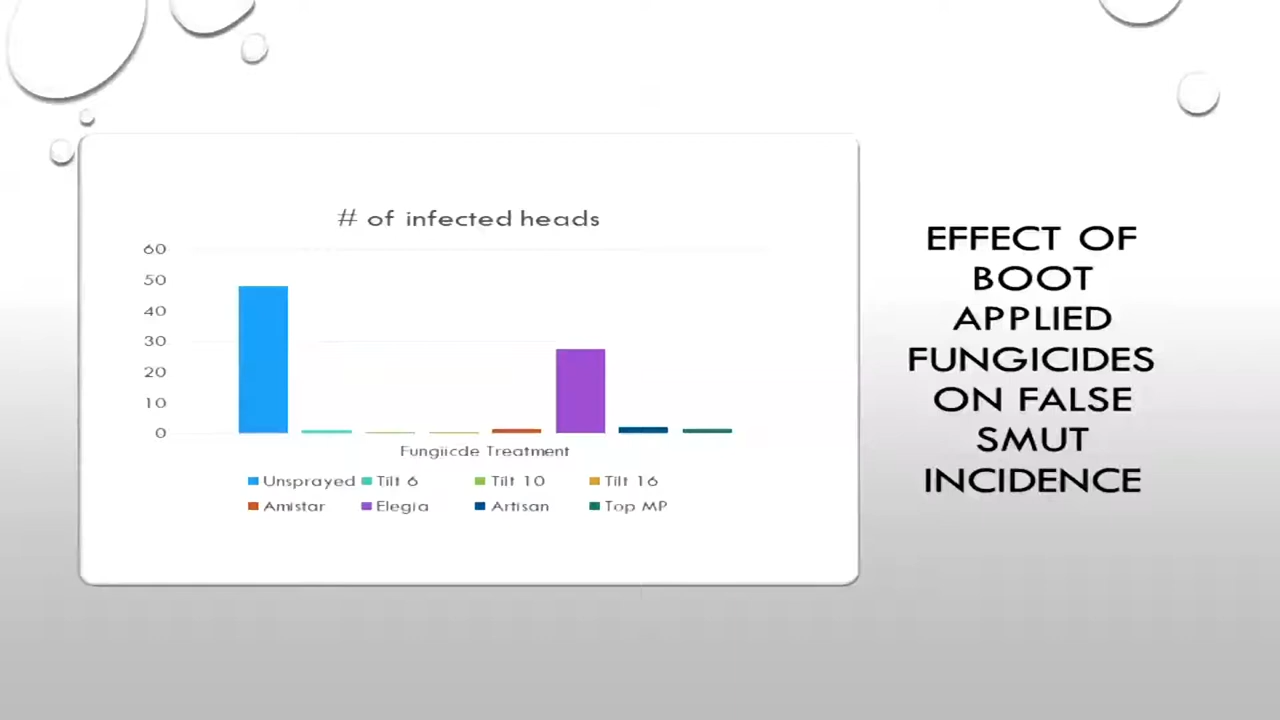 # of infected heads
60
50
40
30
20
10
0
Fungiicde Treatment
Unsprayed Tilt 6 Tilt 10 Tilt 16
Amistar Elegia Artisan Top MP
EFFECT OF
BOOT
APPLIED
FUNGICIDES
ON FALSE
SMUT
INCIDENCE